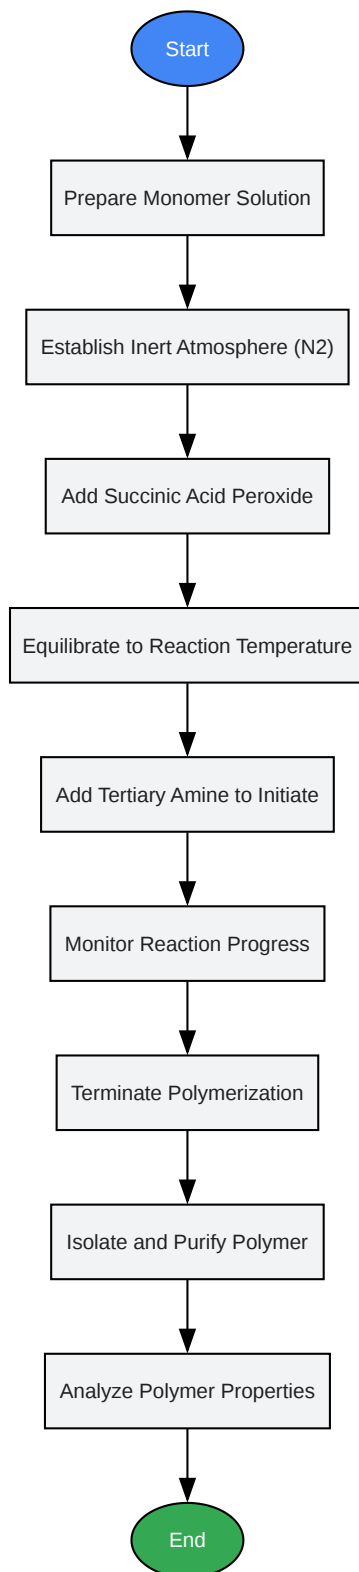 Start
Prepare Monomer Solution
Establish Inert Atmosphere (N2)
Add Succinic Acid Peroxide
Equilibrate to Reaction Temperature
Add Tertiary Amine to Initiate
Monitor Reaction Progress
Terminate Polymerization
Isolate and Purify Polymer
Analyze Polymer Properties
End